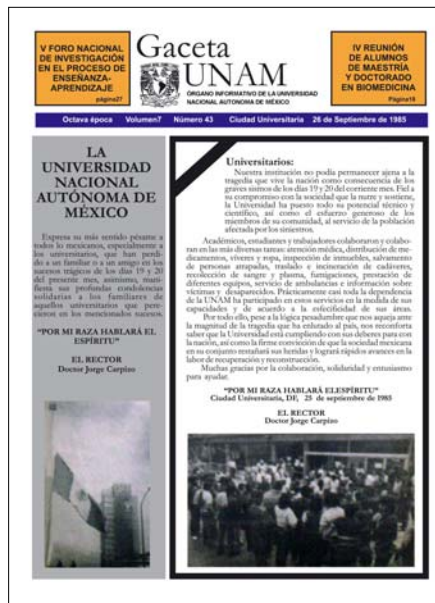 V FORO NACIONAL
DE INVESTIGACIÓN
EN EL PROCESO DE
ENSEÑANZA-
APRENDIZAJE
página27
Gaceta
UNAM
ÓRGANO INFORMATIVO DE LA UNIVERSIDAD
NACIONAL AUTONOMA DE MÉXICO
IV REUNIÓN
DE ALUMNOS
DE MAESTRÍA
Y DOCTORADO
EN BIOMEDICINA
Página18
Octava época Volumen7 Número 43 Ciudad Universitaria 26 de Septiembre de 1985
LA
UNIVERSIDAD
NACIONAL
AUTÓNOMA DE
MÉXICO
Expresa su más sentido pésame a
todos lo mexicanos, especialmente a
los universitarios, que han perdi-
do a un familiar o a un amigo en los
sucesos trágicos de los días 19 y 20
del presente mes, asimismo, mani-
fiesta sus profundas condolencias
solidarias a los familiares de
aquellos universitarios que pere-
cieron en los mencionados sucesos.
"POR MI RAZA HABLARÁ EL
ESPÍRITU"
EL RECTOR
Doctor Jorge Carpizo
Universitarios:
Nuestra institución no podía permanecer ajena a la
tragedia que vive la nación como consecuencia de los
graves sismos de los días 19 y 20 del corriente mes. Fiel a
su compromiso con la sociedad que la nutre y sostiene,
la Universidad ha puesto todo su potencial técnico y
científico, así como el esfuerzo generoso de los
miembros de su comunidad, al servicio de la población
afectada por los siniestros.
Académicos, estudiantes y trabajadores colaboraron y colabo-
ran en las más diversas tareas: atención médica, distribución de me-
dicamentos, víveres y ropa, inspección de inmuebles, salvamento
de personas atrapadas, traslado e incineración de cadáveres,
recolección de sangre y plasma, fumigaciones, prestación de
diferentes equipos, servicio de ambulancias e información sobre
víctimas y desaparecidos. Prácticamente casi toda la dependencia
de la UNAM ha participado en estos servicios en la medida de sus
capacidades y de acuerdo a la especificidad de sus áreas.
Por todo ello, pese a la lógica pesadumbre que nos aqueja ante
la magnitud de la tragedia que ha enlutado al país, nos reconforta
saber que la Universidad está cumpliendo con sus deberes para con
la nación, así como la firme convicción de que la sociedad mexicana
en su conjunto restañará sus heridas y logrará rápidos avances en la
labor de recuperación y reconstrucción.
Muchas gracias por la colaboración, solidaridad y entusiasmo
para ayudar.
"POR MI RAZA HABLARÁ ELESPÍRITU"
Ciudad Universitaria, DF, 25 de septiembre de 1985
EL RECTOR
Doctor Jorge Carpizo